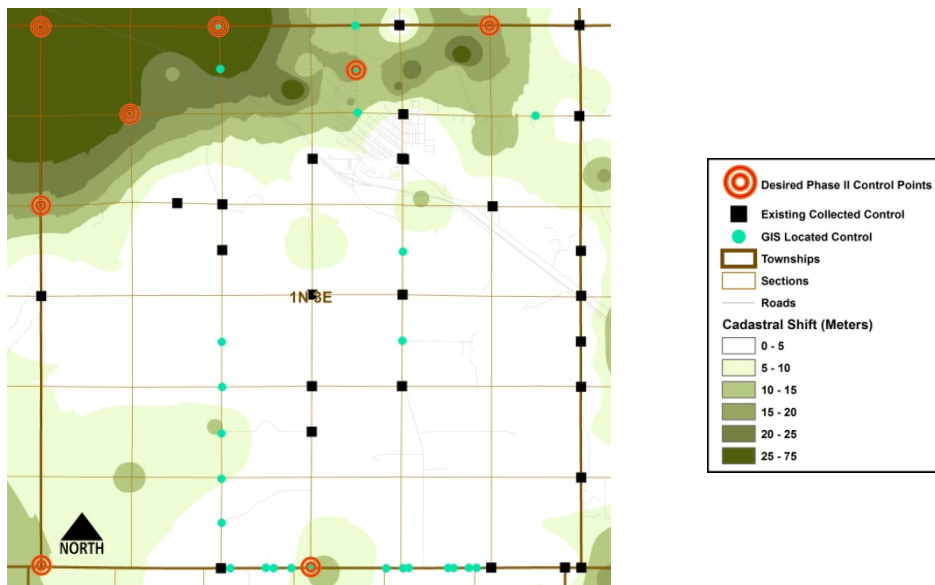 1N 3E
NORTH
Desired Phase II Control Points
Existing Collected Control
GIS Located Control
Townships
Sections
Roads
Cadastral Shift (Meters)
0 - 5
5 - 10
10 - 15
15 - 20
20 - 25
25 - 75